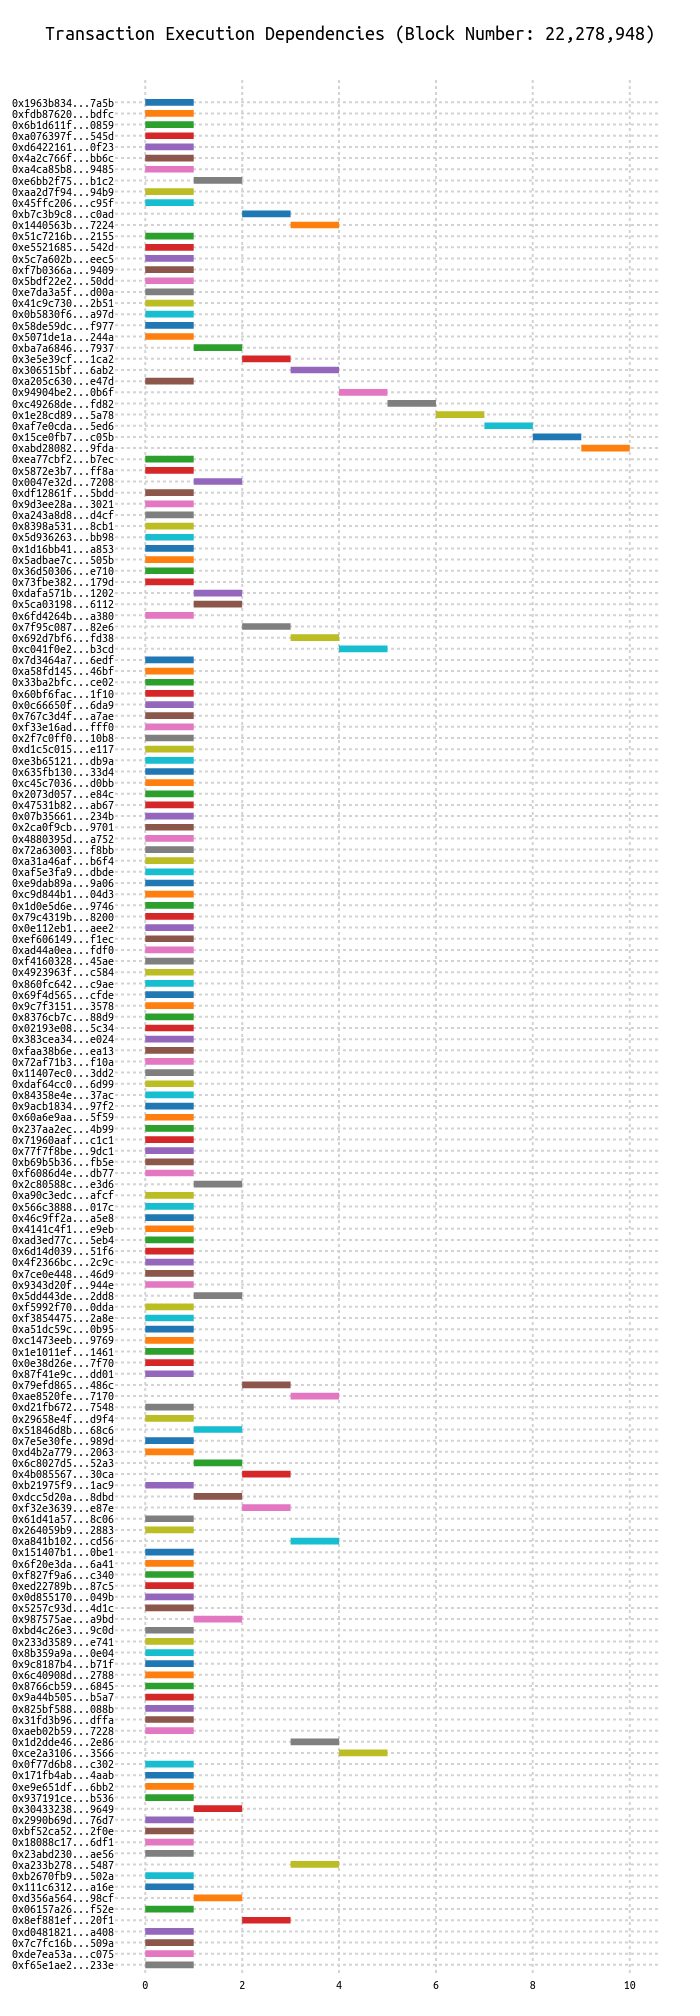 Transaction Execution Dependencies (Block Number: 22,278,948)
0x1963b834...7a5b
0xfdb87620...bdfc
0x6b1d611f...0859
0xa076397f...545d
0xd6422161...0f23
0x4a2c766f...bb6c
0xa4ca85b8...9485
0xe6bb2f75...b1c2
0xaa2d7f94...94b9
0x45ffc206...c95f
0xb7c3b9c8...c0ad
0x1440563b...7224
0x51c7216b...2155
0xe5521685...542d
0x5c7a602b...eec5
0xf7b0366a...9409
0x5bdf22e2...50dd
0xe7da3a5f...d00a
0x41c9c730...2b51
0x0b5830f6...a97d
0x58de59dc...f977
0x5071de1a...244a
0xba7a6846...7937
0x3e5e39cf...1ca2
0x306515bf...6ab2
0xa205c630...e47d
0x94904be2...0b6f
0xc49268de...fd82
0x1e28cd89...5a78
0xaf7e0cda...5ed6
0x15ce0fb7...c05b
0xabd28082...9fda
0xea77cbf2...b7ec
0x5872e3b7...ff8a
0x0047e32d...7208
0xdf12861f...5bdd
0x9d3ee28a...3021
0xa243a8d8...d4cf
0x8398a531...8cb1
0x5d936263...bb98
0x1d16bb41...a853
0x5adbae7c...505b
0x36d50306...e710
0x73fbe382...179d
0xdafa571b...1202
0x5ca03198...6112
0x6fd4264b...a380
0x7f95c087...82e6
0x692d7bf6...fd38
0xc041f0e2...b3cd
0x7d3464a7...6edf
0xa58fd145...46bf
0x33ba2bfc...ce02
0x60bf6fac...1f10
0x0c66650f...6da9
0x767c3d4f...a7ae
0xf33e16ad...fff0
0x2f7c0ff0...10b8
0xd1c5c015...e117
0xe3b65121...db9a
0x635fb130...33d4
0xc45c7036...d0bb
0x2073d057...e84c
0x47531b82...ab67
0x07b35661...234b
0x2ca0f9cb...9701
0x4880395d...a752
0x72a63003...f8bb
0xa31a46af...b6f4
0xaf5e3fa9...dbde
0xe9dab89a...9a06
0xc9d844b1...04d3
0x1d0e5d6e...9746
0x79c4319b...8200
0x0e112eb1...aee2
0xef606149...f1ec
0xad44a0ea...fdf0
0xf4160328...45ae
0x4923963f...c584
0x860fc642...c9ae
0x69f4d565...cfde
0x9c7f3151...3578
0x8376cb7c...88d9
0x02193e08...5c34
0x383cea34...e024
0xfaa38b6e...ea13
0x72af71b3...f10a
0x11407ec0...3dd2
0xdaf64cc0...6d99
0x84358e4e...37ac
0x9acb1834...97f2
0x60a6e9aa...5f59
0x237aa2ec...4b99
0x71960aaf...c1c1
0x77f7f8be...9dc1
0xb69b5b36...fb5e
0xf6086d4e...db77
0x2c80588c...e3d6
0xa90c3edc...afcf
0x566c3888...017c
0x46c9ff2a...a5e8
0x4141c4f1...e9eb
0xad3ed77c...5eb4
0x6d14d039...51f6
0x4f2366bc...2c9c
0x7ce0e448...46d9
0x9343d20f...944e
0x5dd443de...2dd8
0xf5992f70...0dda
0xf3854475...2a8e
0xa51dc59c...0b95
0xc1473eeb...9769
0x1e1011ef...1461
0x0e38d26e...7f70
0x87f41e9c...dd01
0x79efd865...486c
0xae8520fe...7170
0xd21fb672...7548
0x29658e4f...d9f4
0x51846d8b...68c6
0x7e5e30fe...989d
0xd4b2a779...2063
0x6c8027d5...52a3
0x4b085567...30ca
0xb21975f9...1ac9
0xdcc5d20a...8dbd
0xf32e3639...e87e
0x61d41a57...8c06
0x264059b9...2883
0xa841b102...cd56
0x151407b1...0be1
0x6f20e3da...6a41
0xf827f9a6...c340
0xed22789b...87c5
0x0d855170...049b
0x5257c93d...4d1c
0x987575ae...a9bd
0xbd4c26e3...9c0d
0x233d3589...e741
0x8b359a9a...0e04
0x9c8187b4...b71f
0x6c40908d...2788
0x8766cb59...6845
0x9a44b505...b5a7
0x825bf588...088b
0x31fd3b96...dffa
0xaeb02b59...7228
0x1d2dde46...2e86
0xce2a3106...3566
0x0f77d6b8...c302
0x171fb4ab...4aab
0xe9e651df...6bb2
0x937191ce...b536
0x30433238...9649
0x2990b69d...76d7
0xbf52ca52...2f0e
0x18088c17...6df1
0x23abd230...ae56
0xa233b278...5487
0xb2670fb9...502a
0x111c6312...a16e
0xd356a564...98cf
0x06157a26...f52e
0x8ef881ef...20f1
0xd0481821...a408
0x7c7fc16b...509a
0xde7ea53a...c075
0xf65e1ae2...233e
0 2 4 6 8 10